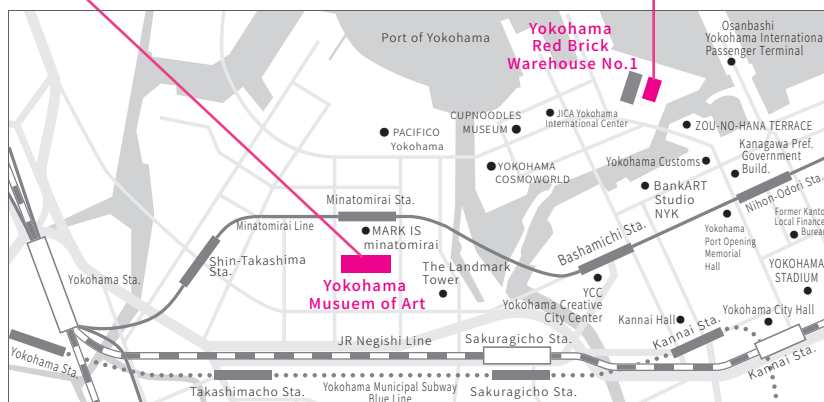 Port of Yokohama
Yokohama
Red Brick
Warehouse No.1
Osanbashi
Yokohama International
Passenger Terminal
CUPNOODLES
MUSEUM
JICA Yokohama
International Center
ZOU-NO-HANA TERRACE
PACIFICO
Yokohama
Kanagawa Pref.
Government
Build.
YOKOHAMA
COSMOWORLD
Yokohama Customs
BankART
Studio
NYK
Nihon-Odori Sta.
Minatomirai Sta.
Minatomirai Line
MARK IS
minatomirai
Bashamichi Sta.
Yokohama
Port Opening
Memorial
Hall
Former Kanto
Local Finance
Bureau
Shin-Takashima
Sta.
Yokohama Sta.
Yokohama
Musuem of Art
The Landmark
Tower
YCC
Yokohama Creative
City Center
YOKOHAMA
STADIUM
Kannai Hall
Yokohama City Hall
Kannai Sta.
JR Negishi Line
Sakuragicho Sta.
Yokohama Sta.
Kannai Sta.
Takashimacho Sta.
Yokohama Municipal Subway
Blue Line
Sakuragicho Sta.